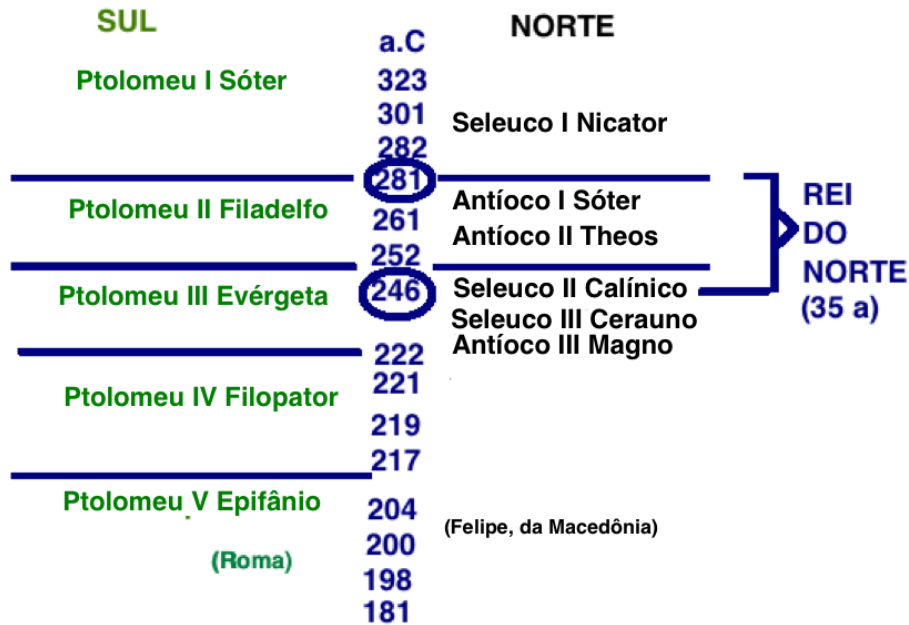 SUL
NORTE
a.C
Ptolomeu I Sóter
323
301
Seleuco I Nicator
282
281
Ptolomeu II Filadelfo
261
Antíoco I Sóter
Antíoco II Theos
252
REI
DO
NORTE
(35 a)
Ptolomeu III Evérgeta
246
Seleuco II Calínico
Seleuco III Cerauno
Antíoco III Magno
222
221
Ptolomeu IV Filopator
219
217
Ptolomeu V Epifânio
204
(Felipe, da Macedônia)
200
(Roma)
198
181